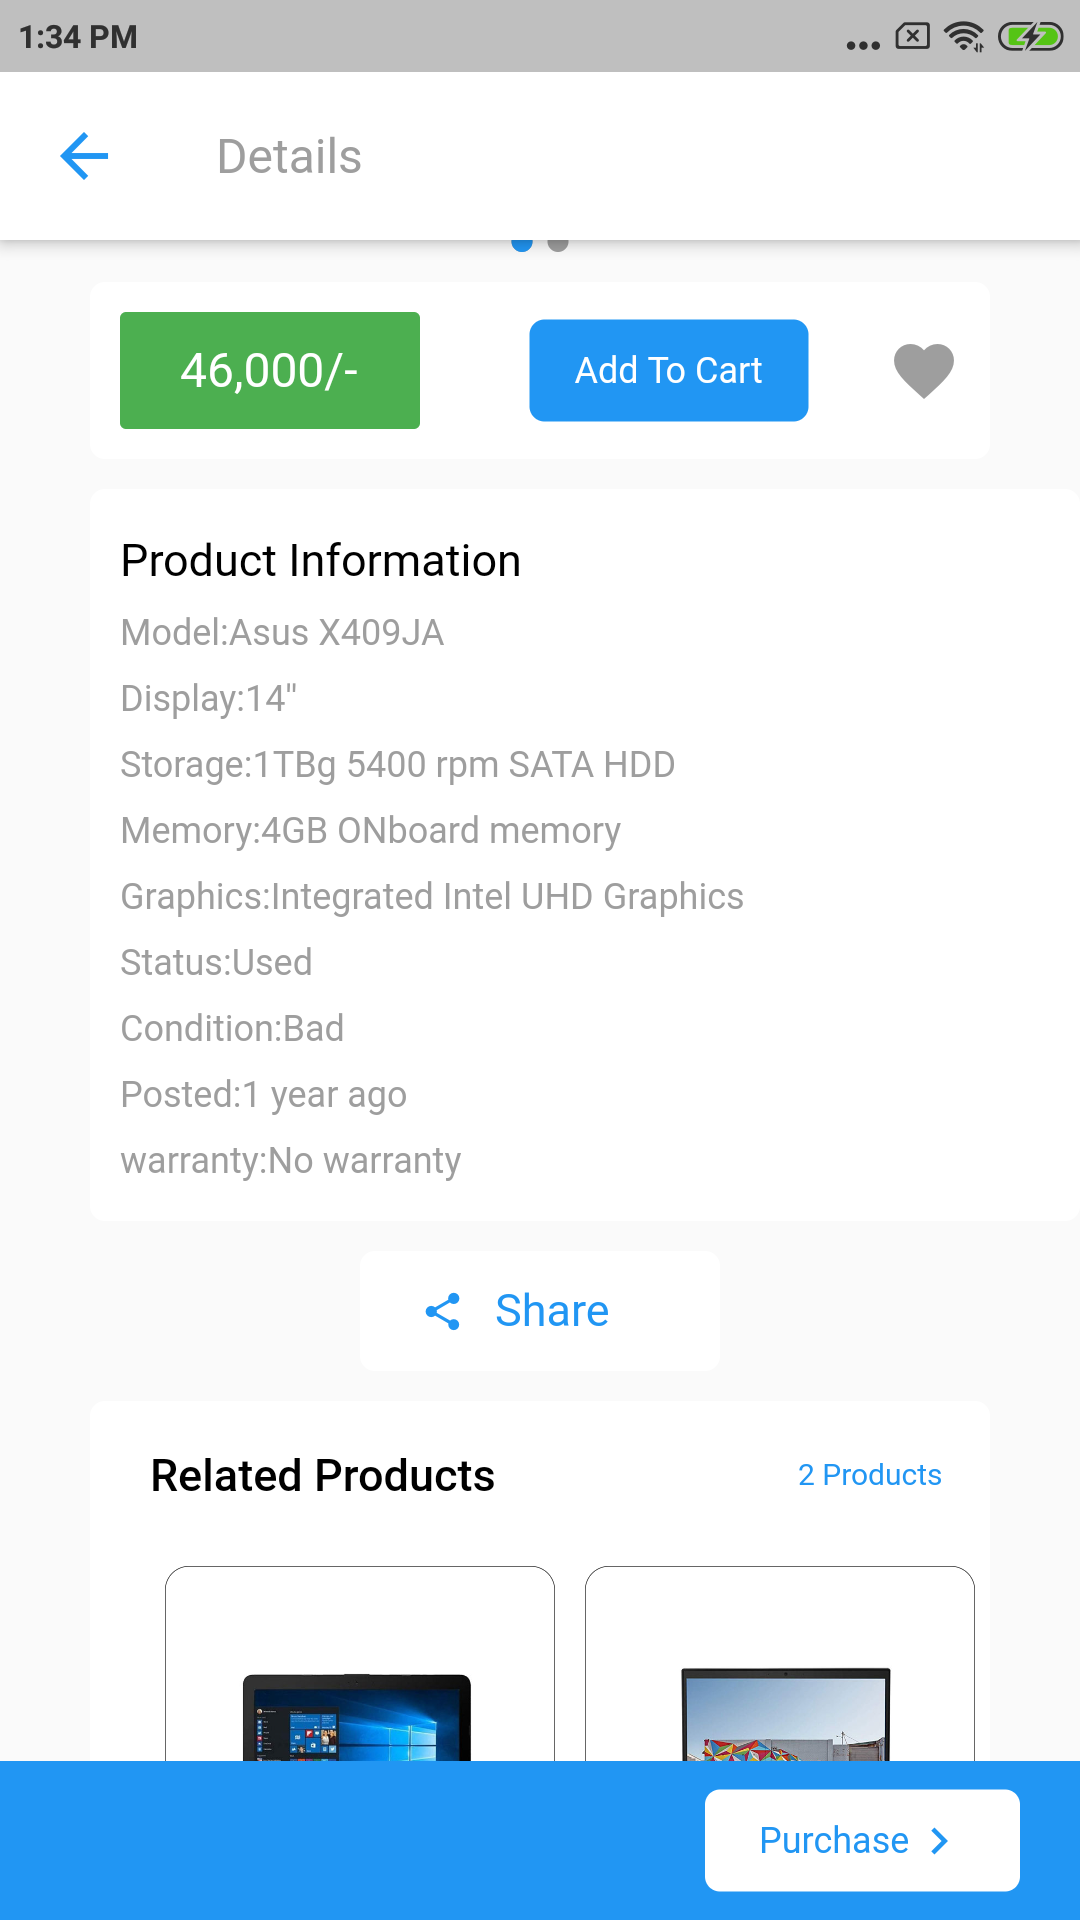 1:34 PM
Details
46,000/-
Add To Cart
Product Information
Model:Asus X409JA
Display:14"
Storage:1TBg 5400 rpm SATA HDD
Memory:4GB ONboard memory
Graphics:Integrated Intel UHD Graphics
Status:Used
Condition:Bad
Posted:1 year ago
warranty:No warranty
Share
Related Products
2 Products
Purchase